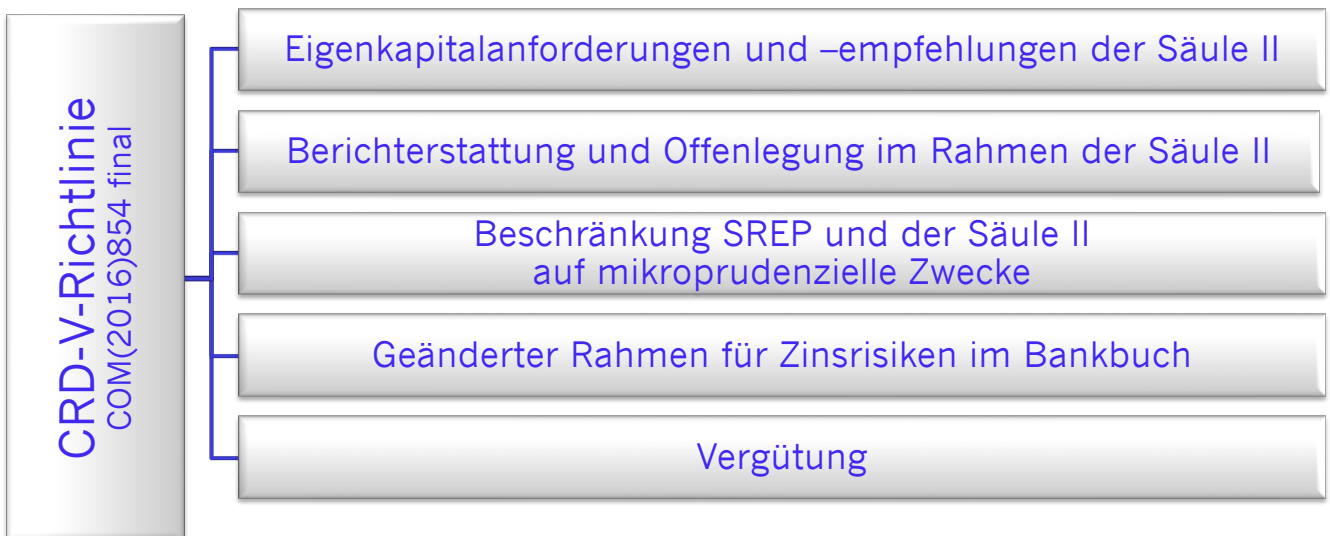 CRD-V-Richtlinie
COM(2016)854 final
Eigenkapitalanforderungen und –empfehlungen der Säule II
Berichterstattung und Offenlegung im Rahmen der Säule II
Beschränkung SREP und der Säule II
auf mikroprudenzielle Zwecke
Geänderter Rahmen für Zinsrisiken im Bankbuch
Vergütung